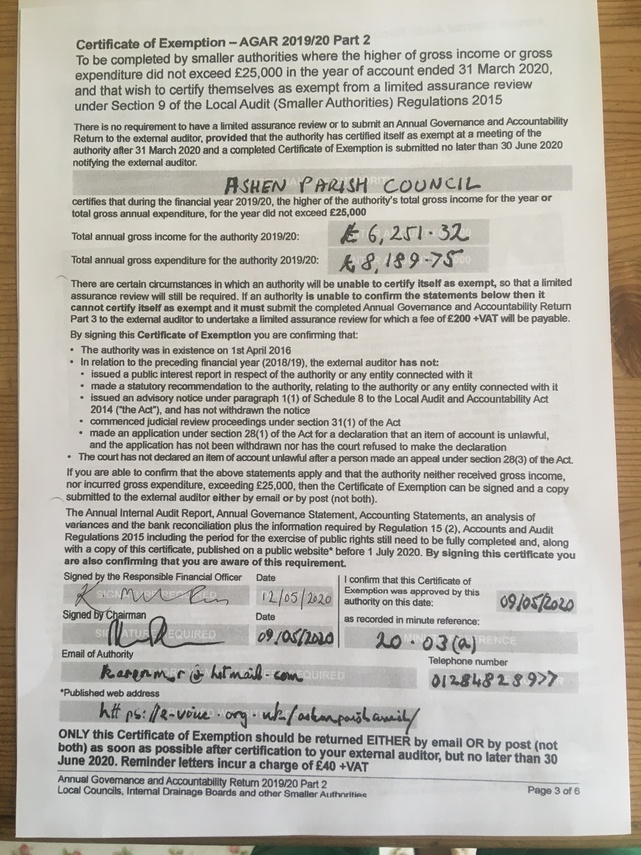 Certificate of Exemption – AGAR 2019/20 Part 2
To be completed by smaller authorities where the higher of gross income or gross
expenditure did not exceed £25,000 in the year of account ended 31 March 2020,
and that wish to certify themselves as exempt from a limited assurance review
under Section 9 of the Local Audit (Smaller Authorities) Regulations 2015
There is no requirement to have a limited assurance review or to submit an Annual Governance and Accountability
Return to the external auditor, provided that the authority has certified itself as exempt at a meeting of the
authority after 31 March 2020 and a completed Certificate of Exemption is submitted no later than 30 June 2020
notifying the external auditor.
ASHEN PARISH COUNCIL
certifies that during the financial year 2019/20, the higher of the authority's total gross income for the year or
total gross annual expenditure, for the year did not exceed £25,000
Total annual gross income for the authority 2019/20: £6,251.32
Total annual gross expenditure for the authority 2019/20: £8,189-75
There are certain circumstances in which an authority will be unable to certify itself as exempt, so that a limited
assurance review will still be required. If an authority is unable to confirm the statements below then it
cannot certify itself as exempt and it must submit the completed Annual Governance and Accountability Return
Part 3 to the external auditor to undertake a limited assurance review for which a fee of £200 +VAT will be payable.
By signing this Certificate of Exemption you are confirming that:
• The authority was in existence on 1st April 2016
• In relation to the preceding financial year (2018/19), the external auditor has not:
• issued a public interest report in respect of the authority or any entity connected with it
• made a statutory recommendation to the authority, relating to the authority or any entity connected with it
• issued an advisory notice under paragraph 1(1) of Schedule 8 to the Local Audit and Accountability Act
2014 ("the Act"), and has not withdrawn the notice
• commenced judicial review proceedings under section 31(1) of the Act
• made an application under section 28(1) of the Act for a declaration that an item of account is unlawful,
and the application has not been withdrawn nor has the court refused to make the declaration
• The court has not declared an item of account unlawful after a person made an appeal under section 28(3) of the Act.
If you are able to confirm that the above statements apply and that the authority neither received gross income,
nor incurred gross expenditure, exceeding £25,000, then the Certificate of Exemption can be signed and a copy
submitted to the external auditor either by email or by post (not both).
The Annual Internal Audit Report, Annual Governance Statement, Accounting Statements, an analysis of
variances and the bank reconciliation plus the information required by Regulation 15 (2), Accounts and Audit
Regulations 2015 including the period for the exercise of public rights still need to be fully completed and, along
with a copy of this certificate, published on a public website* before 1 July 2020. By signing this certificate you
are also confirming that you are aware of this requirement.
Signed by the Responsible Financial Officer Date
12/05/2020
I confirm that this Certificate of
Exemption was approved by this
authority on this date: 09/05/2020
Signed by Chairman Date
09/05/2020
as recorded in minute reference:
20.03(a)
Email of Authority
@hotmail.com
Telephone number
01284828977
*Published web address
ONLY this Certificate of Exemption should be returned EITHER by email OR by post (not
both) as soon as possible after certification to your external auditor, but no later than 30
June 2020. Reminder letters incur a charge of £40 +VAT
Annual Governance and Accountability Return 2019/20 Part 2
Local Councils, Internal Drainage Boards and other Smaller Authorities
Page 3 of 6